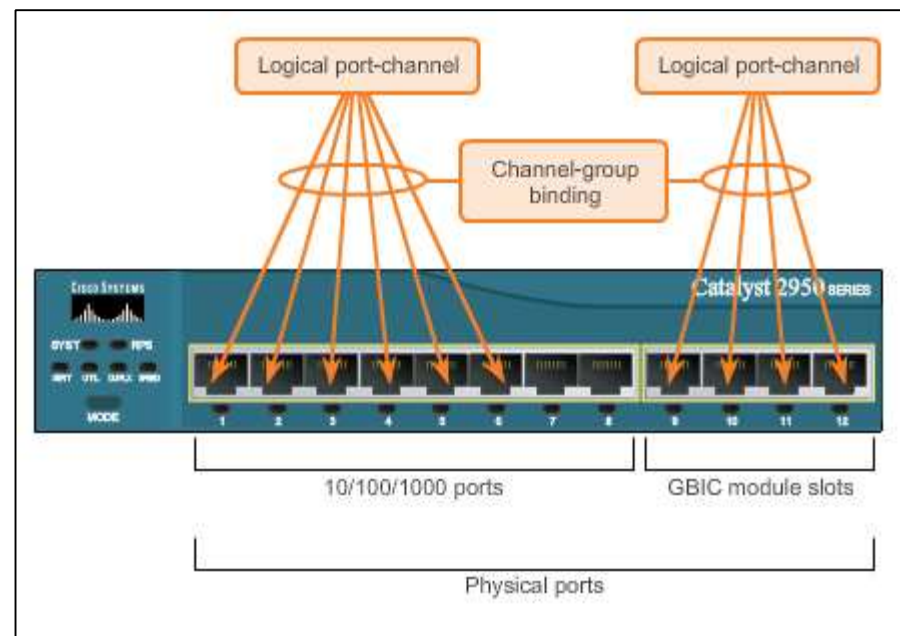 Logical port-channel
Logical port-channel
Channel-group
binding
CISCO SYSTEMS
Catalyst 2950 SERIES
SYST RPS
UTIL
MODE
1 2 3 4 5 6 7 8 9 10 11 12
10/100/1000 ports
GBIC module slots
Physical ports